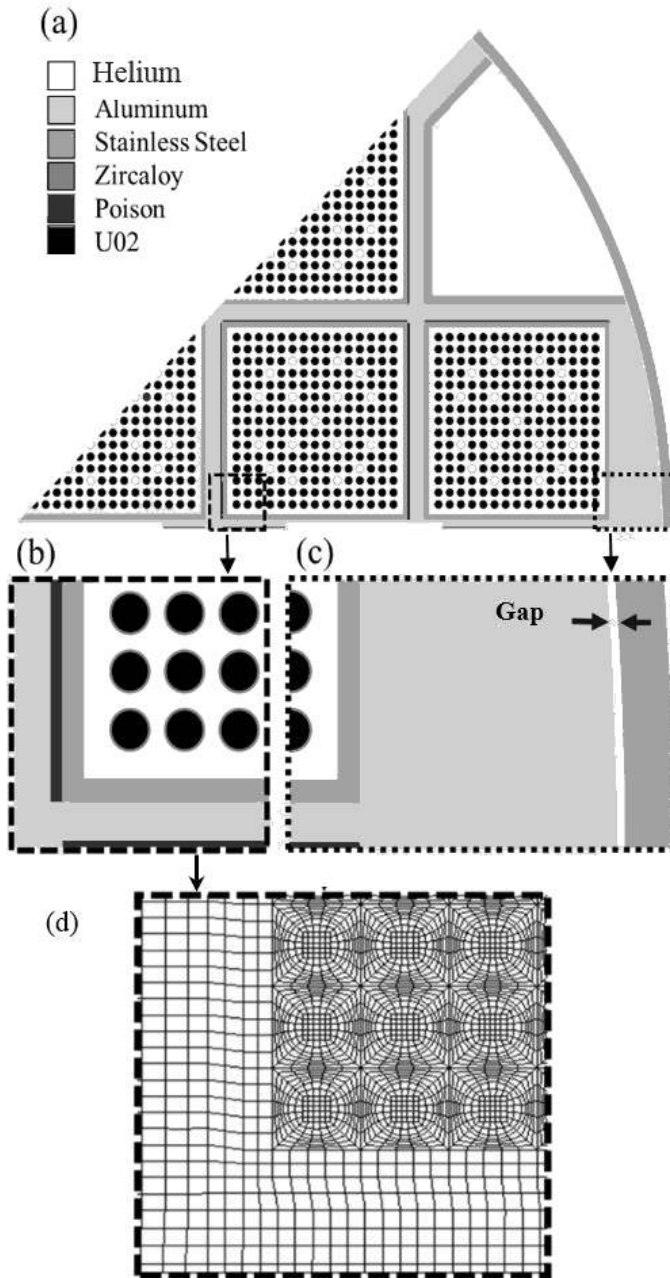 (a)
Helium
Aluminum
Stainless Steel
Zircaloy
Poison
U02
(b)
(c)
Gap
(d)